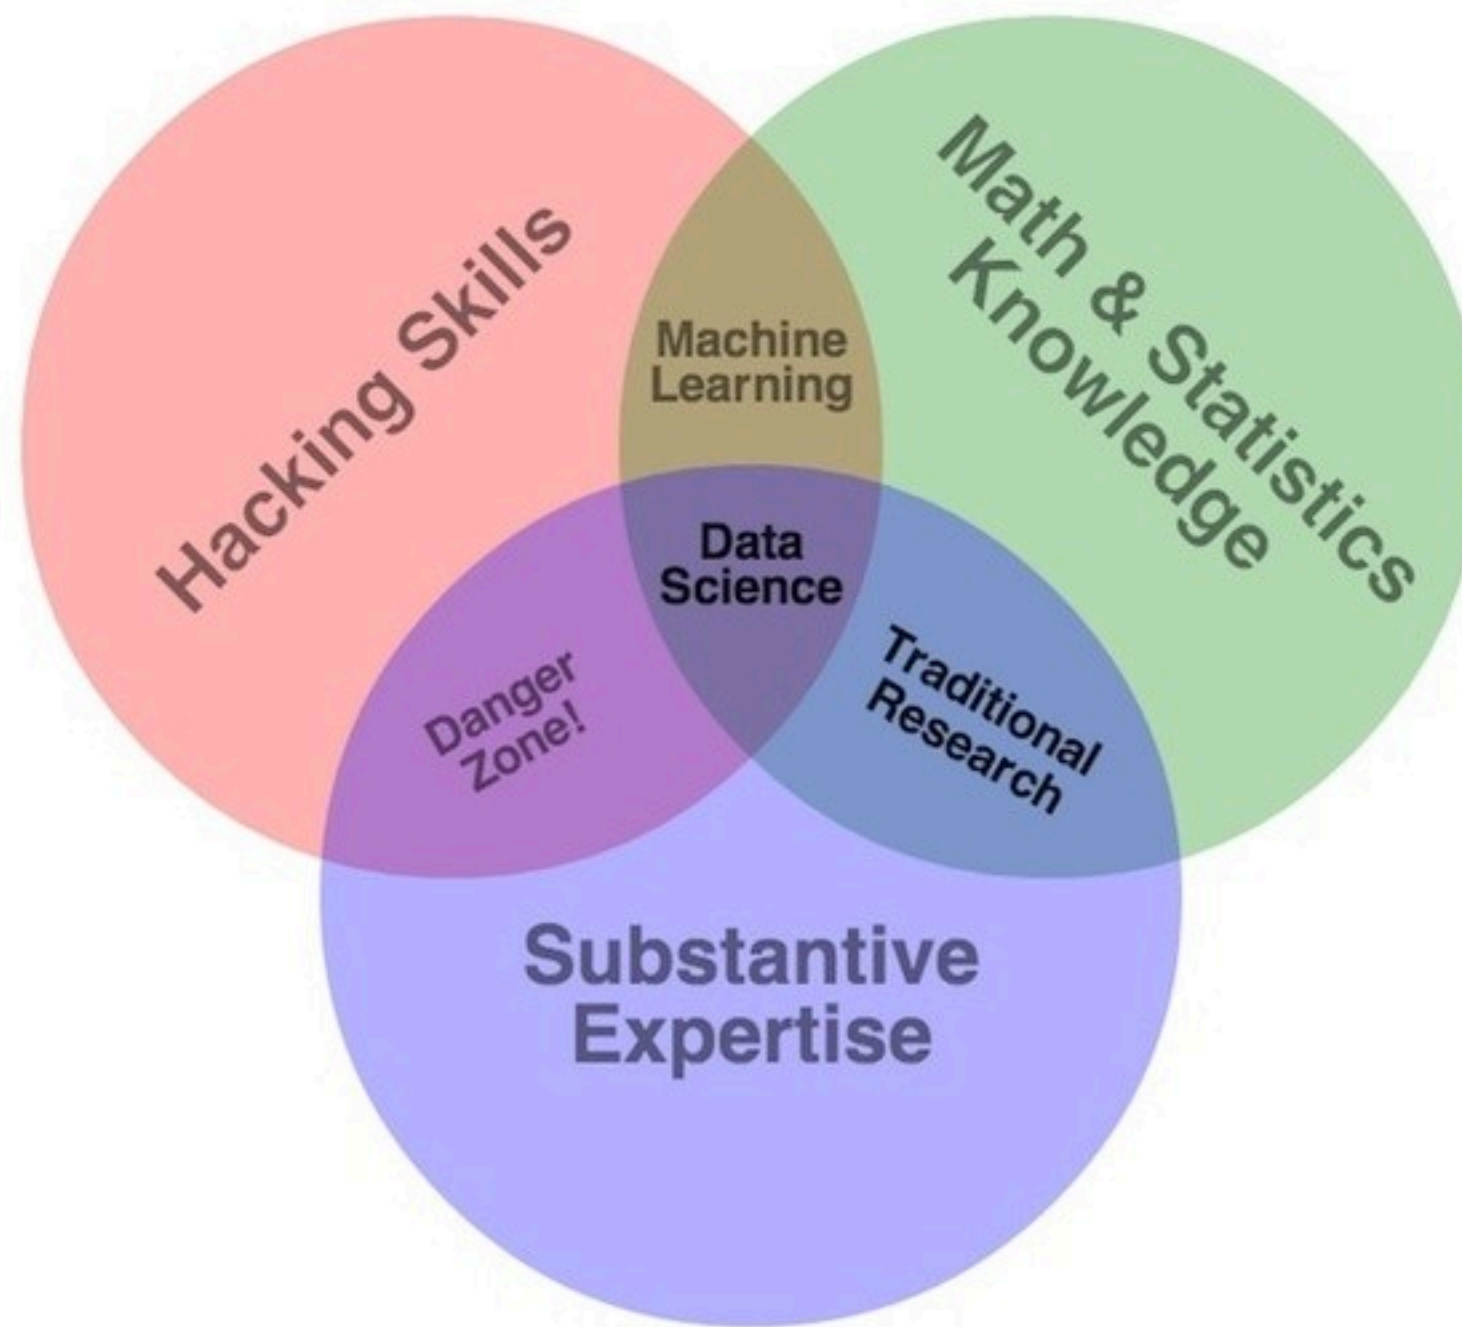 Hacking Skills
Math & Statistics
Knowledge
Machine
Learning
Data
Science
Danger
Zone!
Traditional
Research
Substantive
Expertise